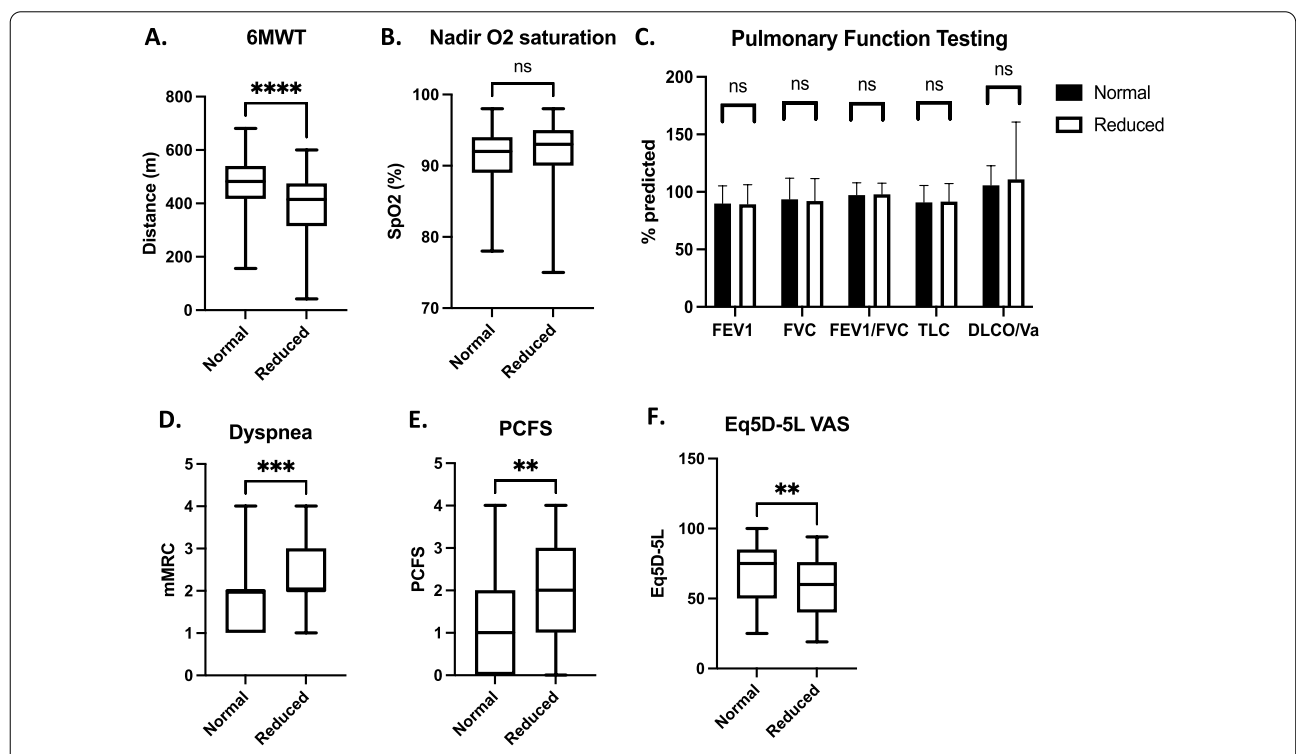 A.
6MWT
****
Distance (m)
800
600
400
200
0
Normal
Reduced
B.
Nadir O2 saturation
ns
SpO2 (%)
100
90
80
70
Normal
Reduced
C.
Pulmonary Function Testing
% predicted
200
150
100
50
0
ns
ns
ns
ns
ns
FEV1
FVC
FEV1/FVC
TLC
DLCO/Va
Normal
Reduced
D.
Dyspnea
***
mMRC
5
4
3
2
1
0
Normal
Reduced
E.
PCFS
**
PCFS
5
4
3
2
1
0
Normal
Reduced
F.
Eq5D-5L VAS
**
Eq5D-5L
150
100
50
0
Normal
Reduced